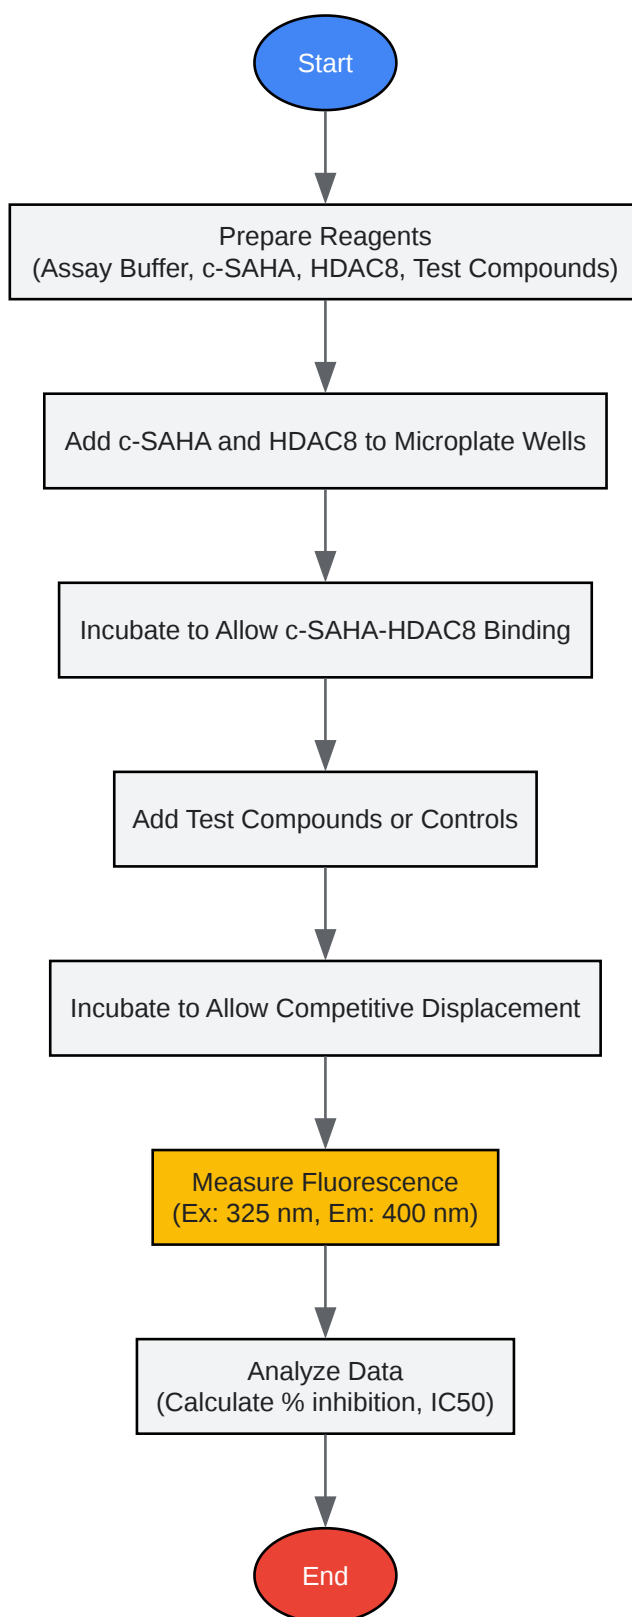 Start
Prepare Reagents
(Assay Buffer, c-SAHA, HDAC8, Test Compounds)
Add c-SAHA and HDAC8 to Microplate Wells
Incubate to Allow c-SAHA-HDAC8 Binding
Add Test Compounds or Controls
Incubate to Allow Competitive Displacement
Measure Fluorescence
(Ex: 325 nm, Em: 400 nm)
Analyze Data
(Calculate % inhibition, IC50)
End